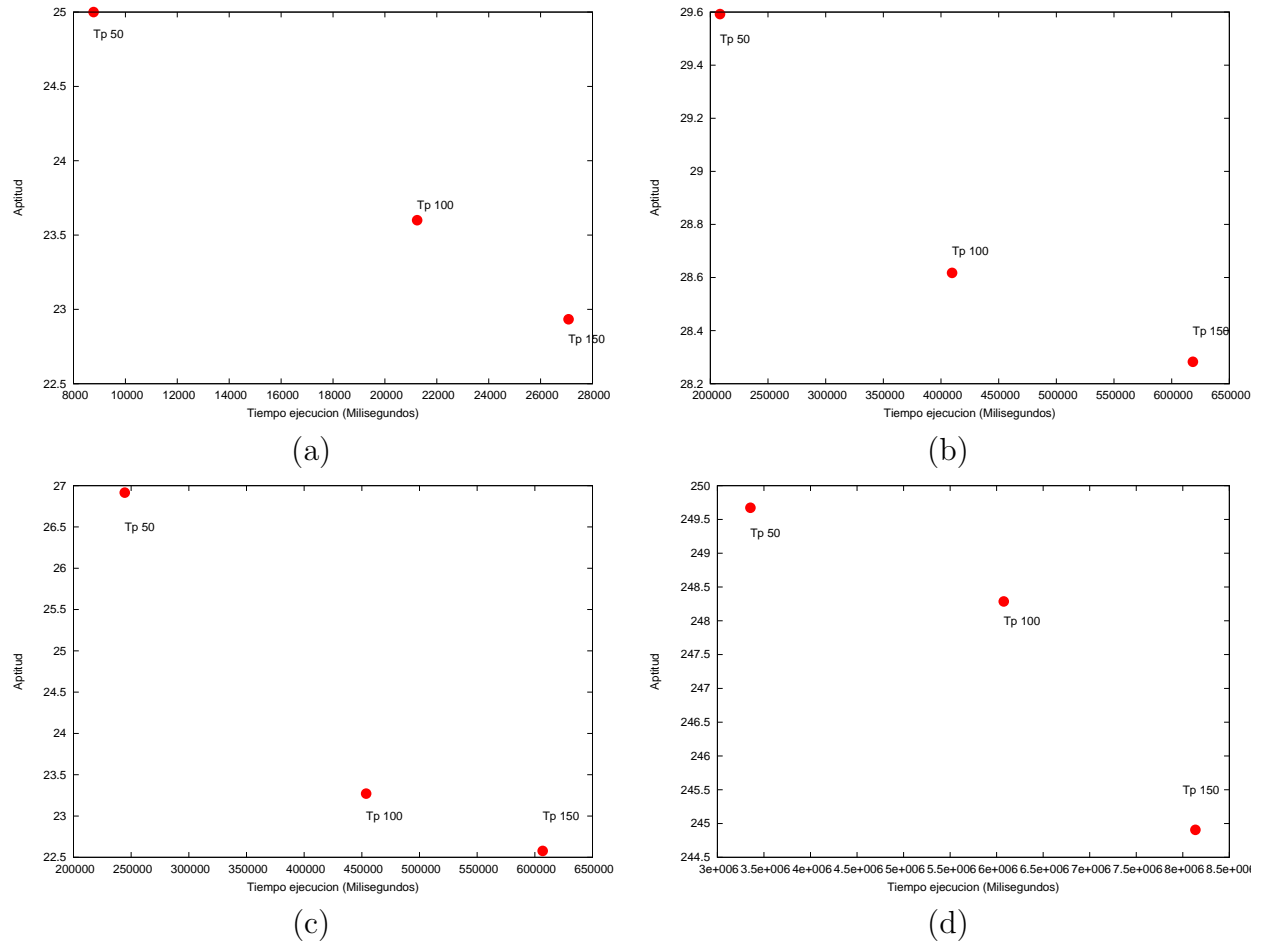 25
24.5
24
23.5
23
22.5
Aptitud
Tp 50
Tp 100
Tp 150
8000 10000 12000 14000 16000 18000 20000 22000 24000 26000 28000
Tiempo ejecucion (Milisegundos)
(a)
29.6
29.4
29.2
29
28.8
28.6
28.4
28.2
Aptitud
Tp 50
Tp 100
Tp 150
200000 250000 300000 350000 400000 450000 500000 550000 600000 650000
Tiempo ejecucion (Milisegundos)
(b)
27
26.5
26
25.5
25
24.5
24
23.5
23
22.5
Aptitud
Tp 50
Tp 100
Tp 150
200000 250000 300000 350000 400000 450000 500000 550000 600000 650000
Tiempo ejecucion (Milisegundos)
(c)
250
249.5
249
248.5
248
247.5
247
246.5
246
245.5
245
244.5
Aptitud
Tp 50
Tp 100
Tp 150
3e+006 3.5e+006 4e+006 4.5e+006 5e+006 5.5e+006 6e+006 6.5e+006 7e+006 7.5e+006 8e+006 8.5e+00
Tiempo ejecucion (Milisegundos)
(d)